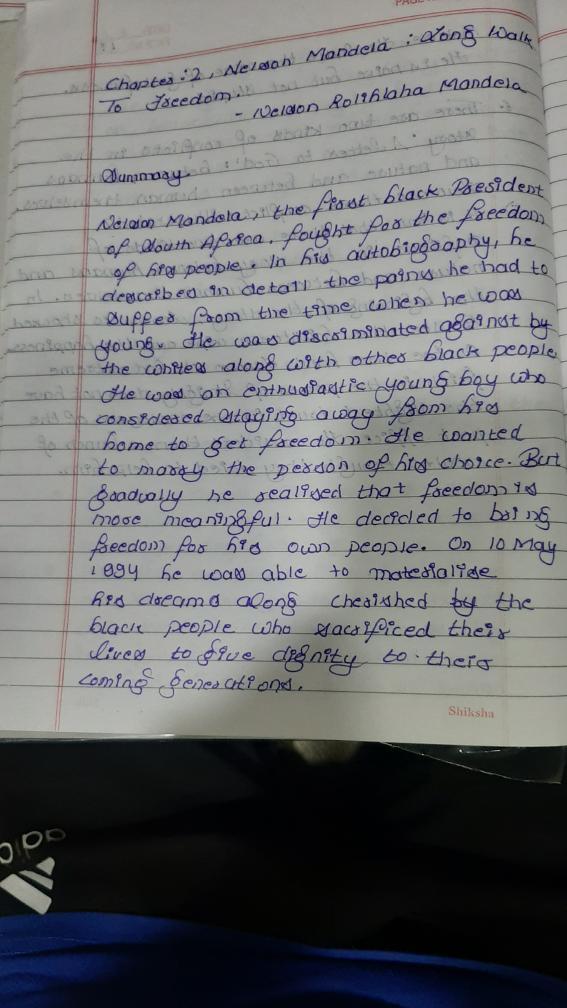 Chapter:2, Nelson Mandela : Long Walk
To Freedom.
- Nelson Rolihlaha Mandela
Summary
Nelson Mandela, the first black President
of South Africa, fought for the freedom
of his people. In his autobiography, he
described in detail the pains he had to
suffer from the time when he was
young. He was discriminated against by
the whites along with other black people
He was an enthusiastic young boy who
considered staying away from his
home to get freedom. He wanted
to marry the person of his choice. But
gradually he realised that freedom is
more meaningful. He decided to bring
freedom for his own people. On 10 May
1994 he was able to materialise
his dreams along cherished by the
black people who sacrificed their
lives to give dignity to their
coming generations.
Shiksha
adid